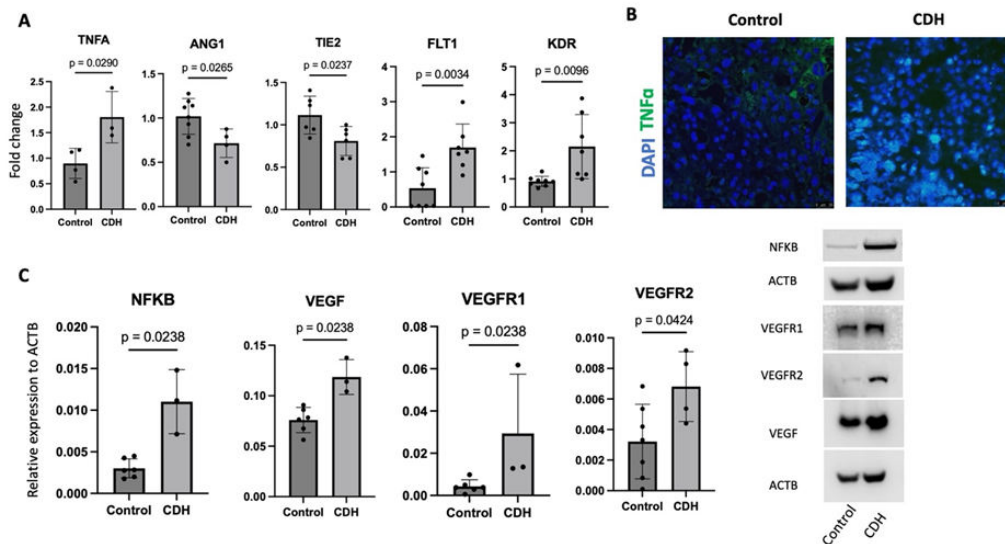 A
TNFA
p = 0.0290
Fold change
2.5
2.0
1.5
1.0
0.5
0.0
Control CDH
ANG1
p = 0.0265
1.5
1.0
0.5
0.0
Control CDH
TIE2
p = 0.0237
1.5
1.0
0.5
0.0
Control CDH
FLT1
p = 0.0034
4
3
2
1
0
Control CDH
KDR
p = 0.0096
5
4
3
2
1
0
Control CDH
B
Control CDH
DAPI TNFα
C
NFKB
p = 0.0238
Relative expression to ACTB
0.020
0.015
0.010
0.005
0.000
Control CDH
VEGF
p = 0.0238
0.20
0.15
0.10
0.05
0.00
Control CDH
VEGFR1
p = 0.0238
0.08
0.06
0.04
0.02
0.00
Control CDH
VEGFR2
p = 0.0424
0.010
0.008
0.006
0.004
0.002
0.000
Control CDH
NFKB
ACTB
VEGFR1
VEGFR2
VEGF
ACTB
Control CDH